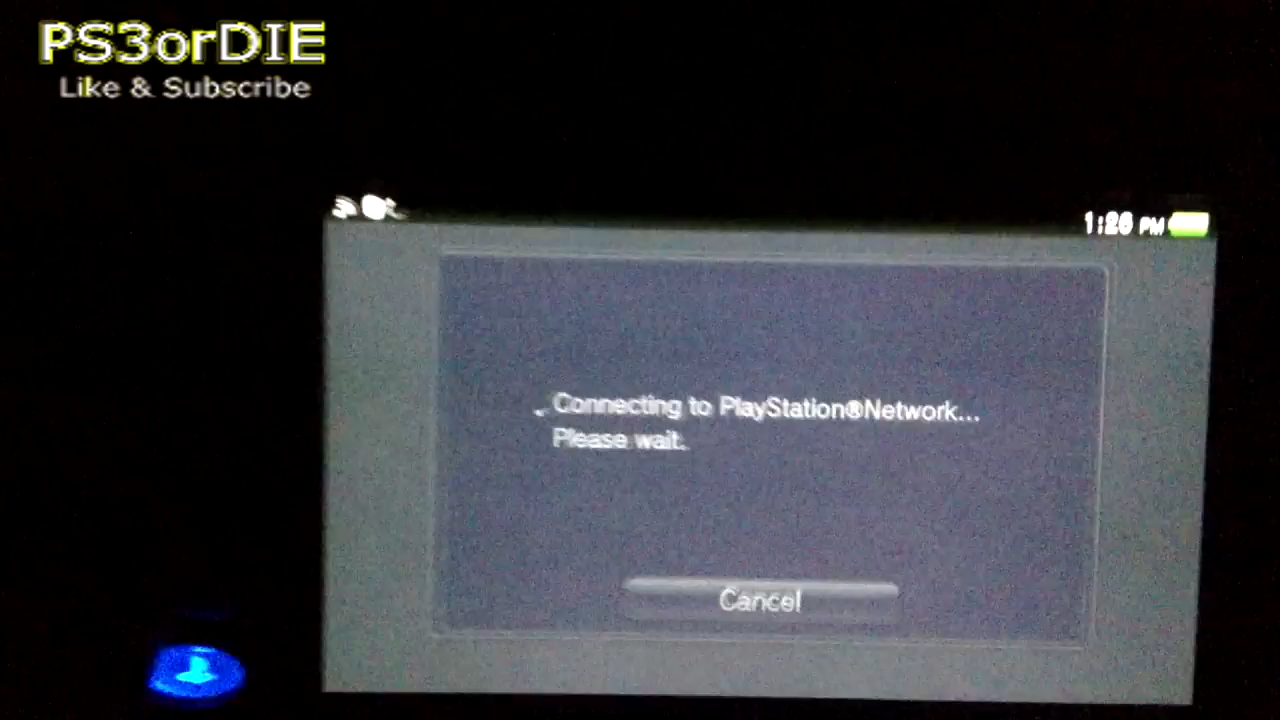 PS3orDIE
Like & Subscribe
1:26 PM
Connecting to PlayStation®Network...
Please wait.
Cancel